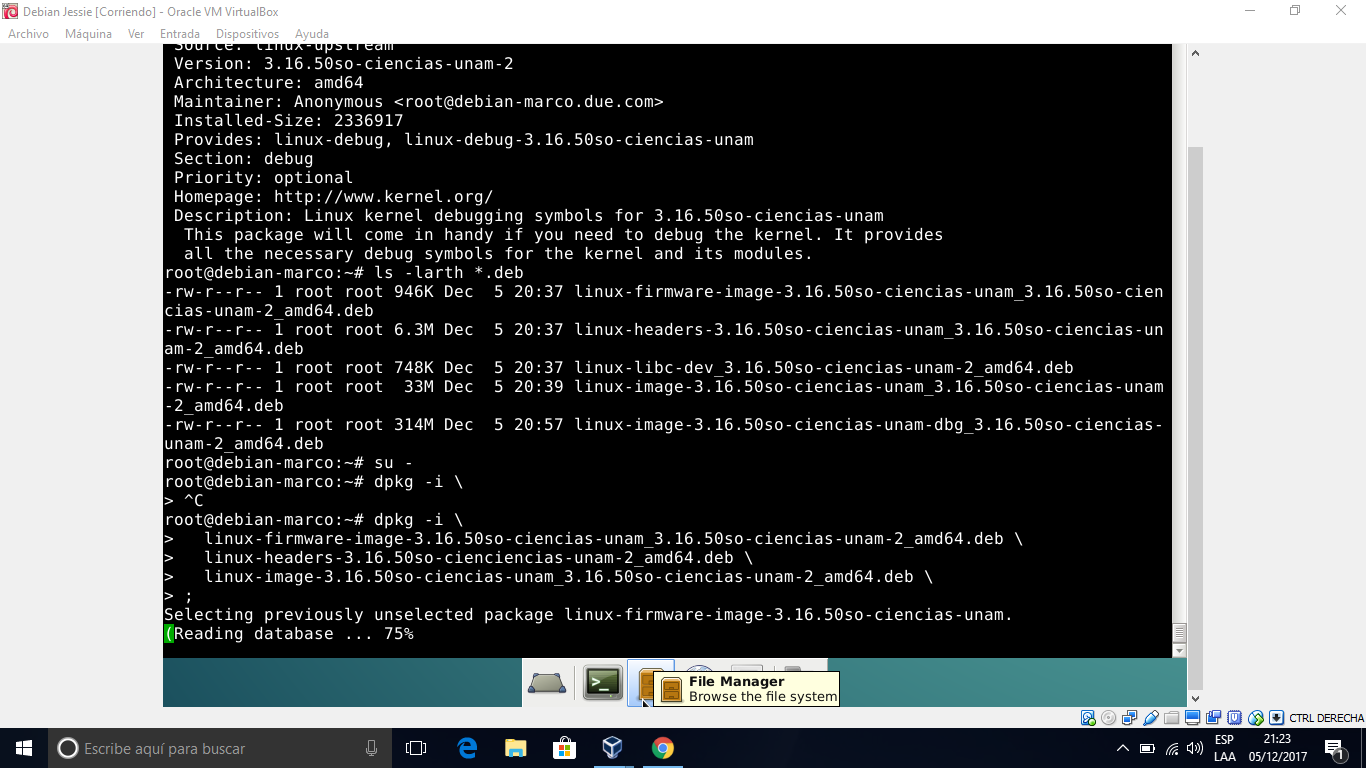 Debian Jessie [Corriendo] - Oracle VM VirtualBox
Archivo Máquina Ver Entrada Dispositivos Ayuda
Source: linux-upstream
Version: 3.16.50so-ciencias-unam-2
Architecture: amd64
Maintainer: Anonymous <root@debian-marco.due.com>
Installed-Size: 2336917
Provides: linux-debug, linux-debug-3.16.50so-ciencias-unam
Section: debug
Priority: optional
Homepage: http://www.kernel.org/
Description: Linux kernel debugging symbols for 3.16.50so-ciencias-unam
This package will come in handy if you need to debug the kernel. It provides
all the necessary debug symbols for the kernel and its modules.
root@debian-marco:~# ls -larth *.deb
-rw-r--r-- 1 root root 946K Dec  5 20:37 linux-firmware-image-3.16.50so-ciencias-unam_3.16.50so-cien
cias-unam-2_amd64.deb
-rw-r--r-- 1 root root 6.3M Dec  5 20:37 linux-headers-3.16.50so-ciencias-unam_3.16.50so-ciencias-un
am-2_amd64.deb
-rw-r--r-- 1 root root 748K Dec  5 20:37 linux-libc-dev_3.16.50so-ciencias-unam-2_amd64.deb
-rw-r--r-- 1 root root  33M Dec  5 20:39 linux-image-3.16.50so-ciencias-unam_3.16.50so-ciencias-unam
-2_amd64.deb
-rw-r--r-- 1 root root 314M Dec  5 20:57 linux-image-3.16.50so-ciencias-unam-dbg_3.16.50so-ciencias-
unam-2_amd64.deb
root@debian-marco:~# su -
root@debian-marco:~# dpkg -i \
> ^C
root@debian-marco:~# dpkg -i \
>   linux-firmware-image-3.16.50so-ciencias-unam_3.16.50so-ciencias-unam-2_amd64.deb \
>   linux-headers-3.16.50so-cienciencias-unam-2_amd64.deb \
>   linux-image-3.16.50so-ciencias-unam_3.16.50so-ciencias-unam-2_amd64.deb \
> ;
Selecting previously unselected package linux-firmware-image-3.16.50so-ciencias-unam.
(Reading database ... 75%
File Manager
Browse the file system
CTRL DERECHA
Escribe aquí para buscar
ESP
LAA
21:23
05/12/2017
1